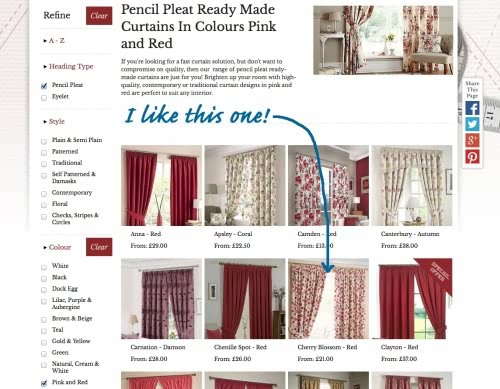 Refine
Clear
▸ A - Z
▸ Heading Type
Pencil Pleat
Eyelet
▸ Style
Plain & Semi Plain
Patterned
Traditional
Self Patterned &
Damasks
Contemporary
Floral
Checks, Stripes &
Circles
▸ Colour
Clear
White
Black
Duck Egg
Lilac, Purple &
Aubergine
Brown & Beige
Teal
Gold & Yellow
Green
Natural, Cream &
White
Pink and Red
Pencil Pleat Ready Made
Curtains In Colours Pink
and Red
If you're looking for a fast curtain solution, but don't want to
compromise on quality, then our range of pencil pleat ready-
made curtains are just for you! Brighten up your room with high-
quality, contemporary or traditional curtain designs in pink and
red are perfect to suit any interior.
I like this one!
Share
This
Page
Anna - Red
From: £29.00
Apsley - Coral
From: £22.50
Camden - Red
Canterbury - Autumn
From: £38.00
SPECIAL
OFFER
Carnation - Damson
From: £28.00
Chenille Spot - Red
From: £26.00
Cherry Blossom - Red
From: £21.00
Clayton - Red
From: £37.00